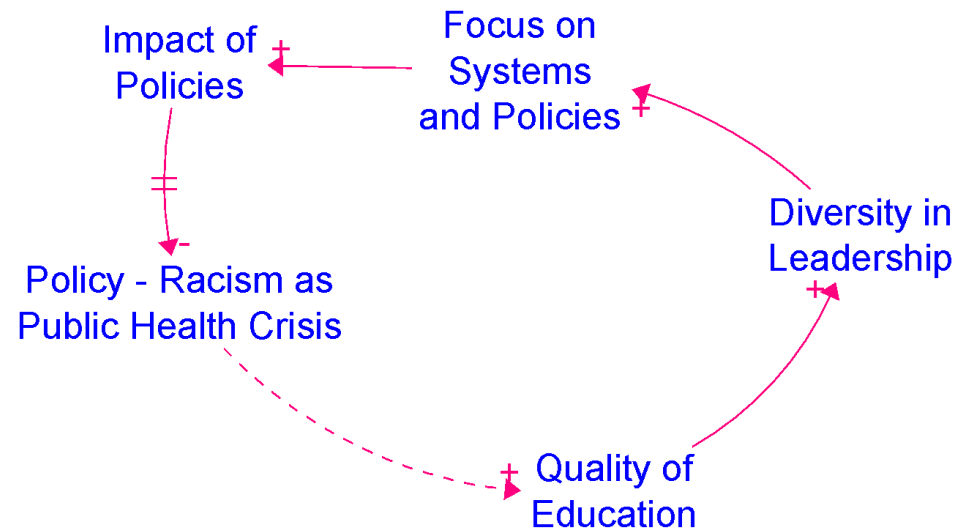 Impact of
Policies
+
Focus on
Systems
and Policies
+
Diversity in
Leadership
+
-
Policy - Racism as
Public Health Crisis
+
Quality of
Education